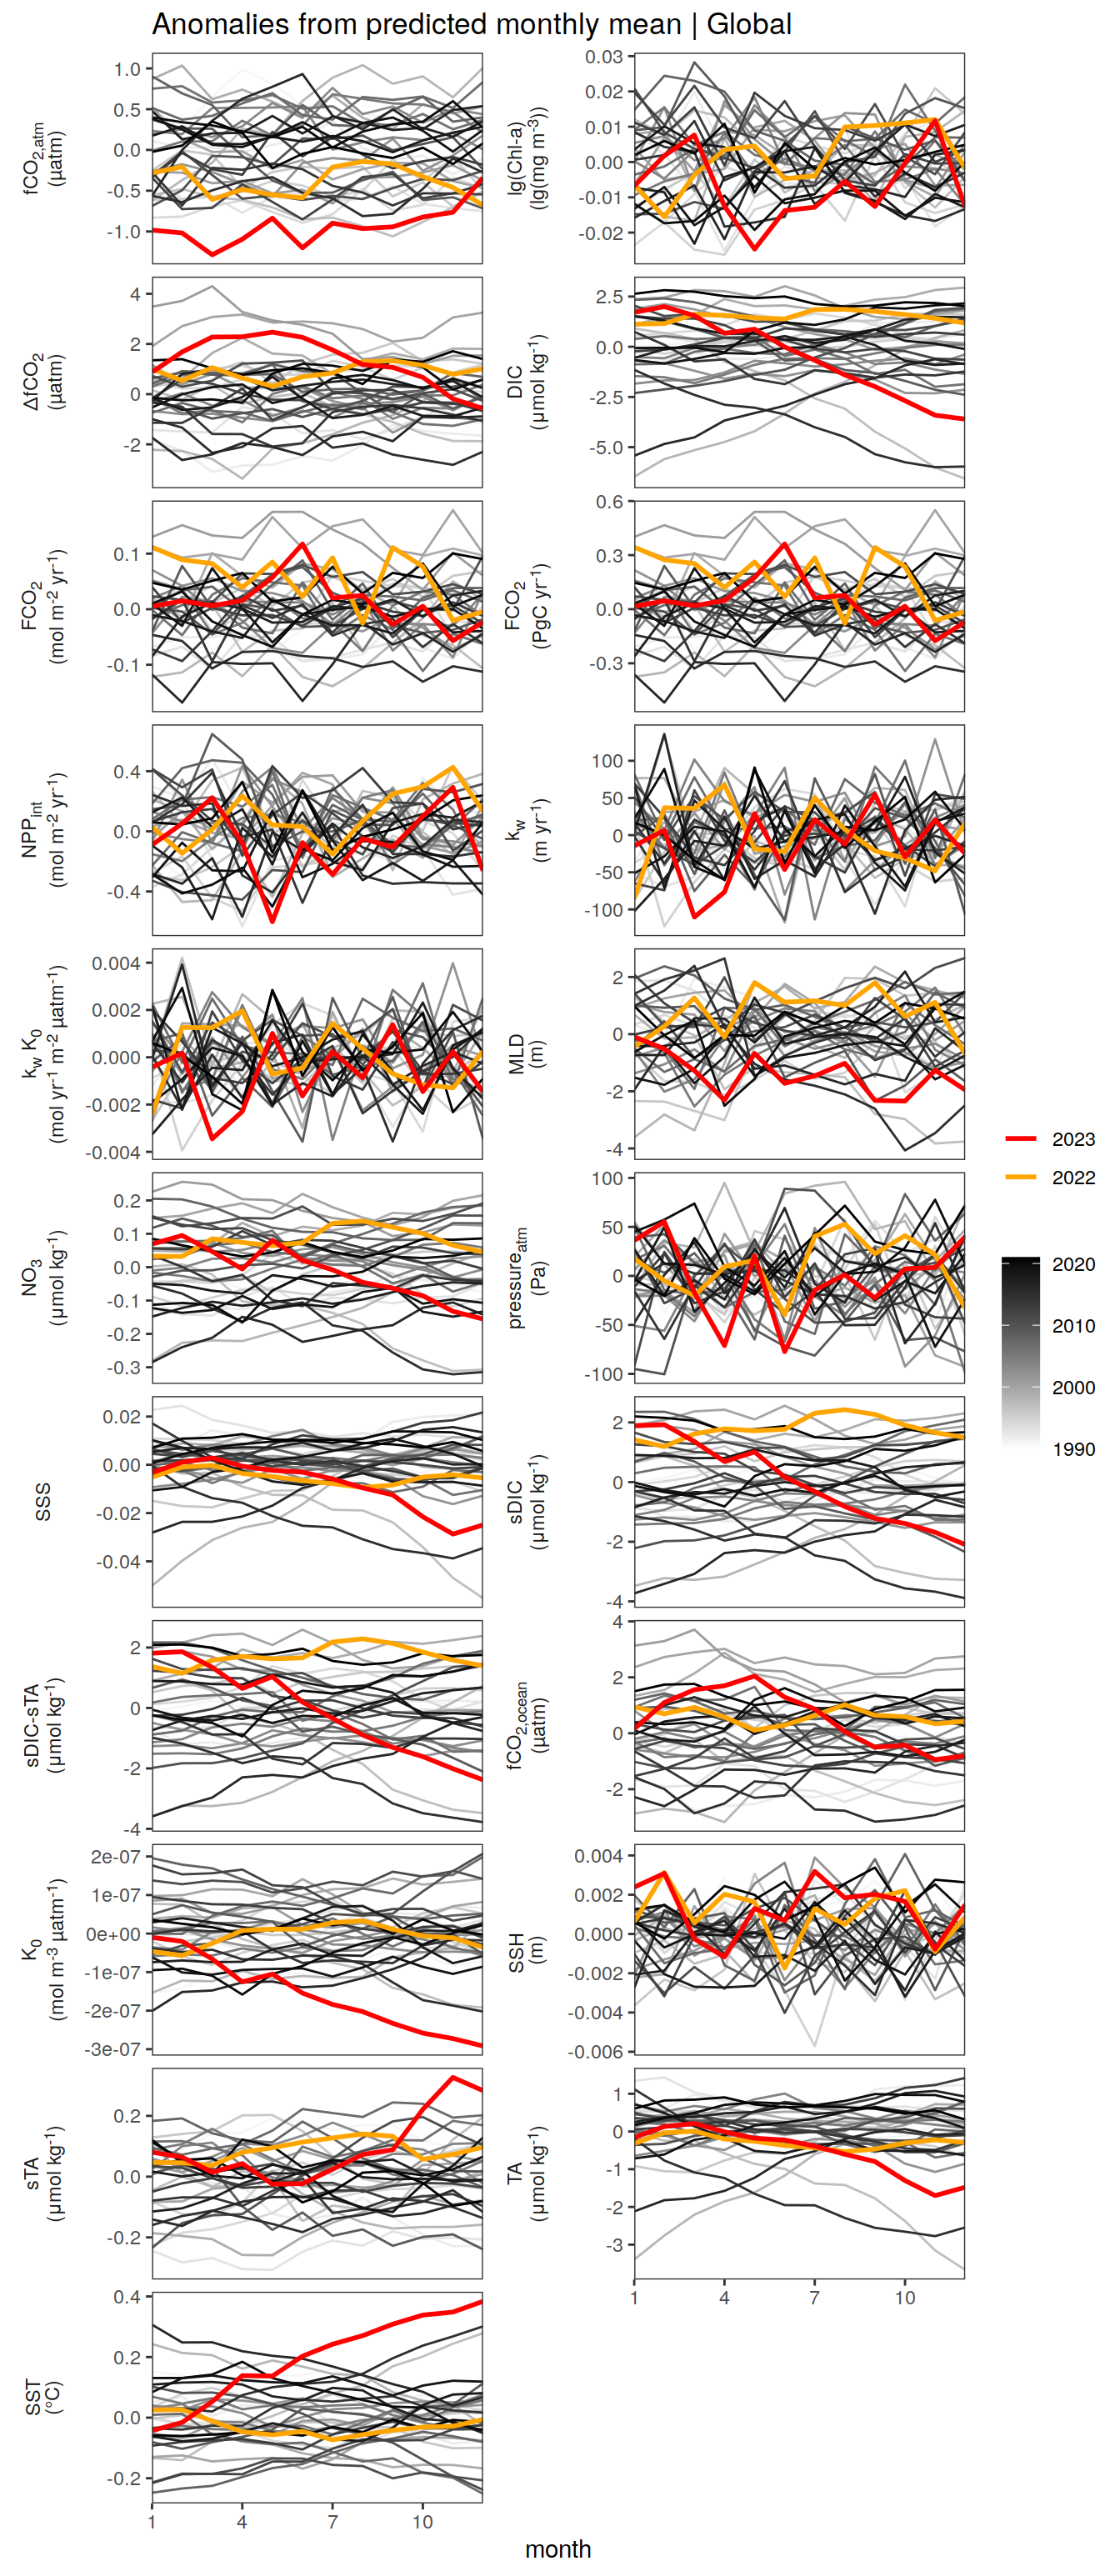 Anomalies from predicted monthly mean | Global
fCO2,atm
(µatm)
1.0
0.5
0.0
-0.5
-1.0
lg(Chl-a)
(lg(mg m-3))
0.03
0.02
0.01
0.00
-0.01
-0.02
ΔfCO2
(µatm)
4
2
0
-2
DIC
(µmol kg-1)
2.5
0.0
-2.5
-5.0
FCO2
(mol m-2 yr-1)
0.1
0.0
-0.1
FCO2
(PgC yr-1)
0.6
0.3
0.0
-0.3
NPPint
(mol m-2 yr-1)
0.4
0.0
-0.4
kw
(m yr-1)
100
50
0
-50
-100
kw K0
(mol yr-1 m-2 µatm-1)
0.004
0.002
0.000
-0.002
-0.004
MLD
(m)
2
0
-2
-4
NO3
(µmol kg-1)
0.2
0.1
0.0
-0.1
-0.2
-0.3
pressureatm
(Pa)
100
50
0
-50
-100
SSS
0.02
0.00
-0.02
-0.04
sDIC
(µmol kg-1)
2
0
-2
-4
sDIC-sTA
(µmol kg-1)
2
0
-2
-4
fCO2,ocean
(µatm)
4
2
0
-2
K0
(mol m-3 µatm-1)
2e-07
1e-07
0e+00
-1e-07
-2e-07
-3e-07
SSH
(m)
0.004
0.002
0.000
-0.002
-0.004
-0.006
sTA
(µmol kg-1)
0.2
0.0
-0.2
TA
(µmol kg-1)
1
0
-1
-2
-3
1 4 7 10
SST
(°C)
0.4
0.2
0.0
-0.2
1 4 7 10
month
2023
2022
2020
2010
2000
1990